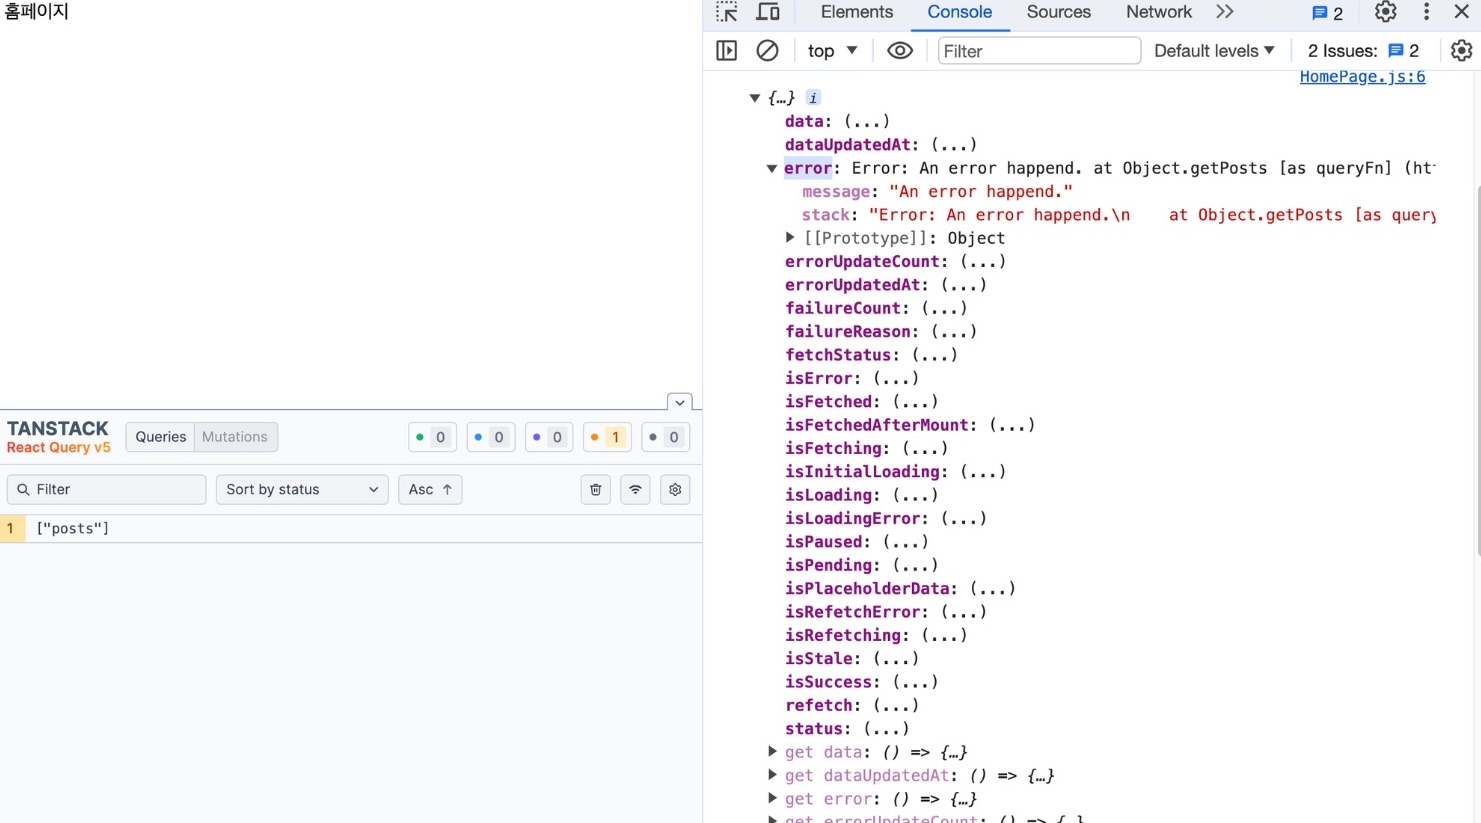 홈페이지
TANSTACK
React Query v5
Queries Mutations
0 0 0 1 0
Filter
Sort by status
Asc ↑
1 ["posts"]
Elements Console Sources Network >> 2
top Filter Default levels 2 Issues: 2
HomePage.js:6
{…} i
data: (...)
dataUpdatedAt: (...)
error: Error: An error happend. at Object.getPosts [as queryFn] (ht
message: "An error happend."
stack: "Error: An error happend.\n    at Object.getPosts [as query
[[Prototype]]: Object
errorUpdateCount: (...)
errorUpdatedAt: (...)
failureCount: (...)
failureReason: (...)
fetchStatus: (...)
isError: (...)
isFetched: (...)
isFetchedAfterMount: (...)
isFetching: (...)
isInitialLoading: (...)
isLoading: (...)
isLoadingError: (...)
isPaused: (...)
isPending: (...)
isPlaceholderData: (...)
isRefetchError: (...)
isRefetching: (...)
isStale: (...)
isSuccess: (...)
refetch: (...)
status: (...)
get data: () => {…}
get dataUpdatedAt: () => {…}
get error: () => {…}
get errorUpdateCount: () => {…}